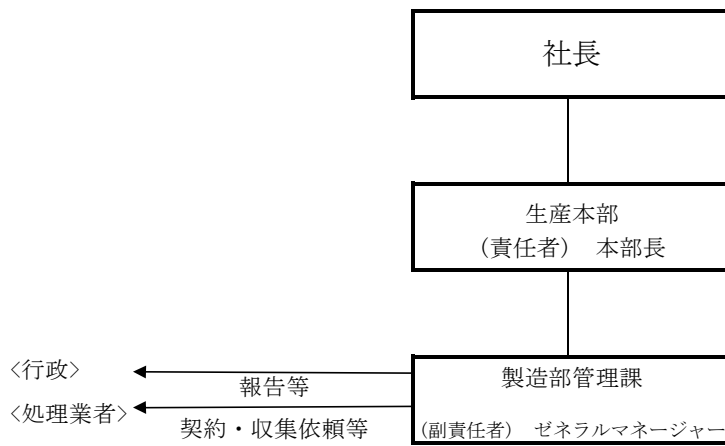 社長
生産本部
(責任者) 本部長
<行政>
報告等
製造部管理課
<処理業者>
契約・収集依頼等
(副責任者) ゼネラルマネージャー